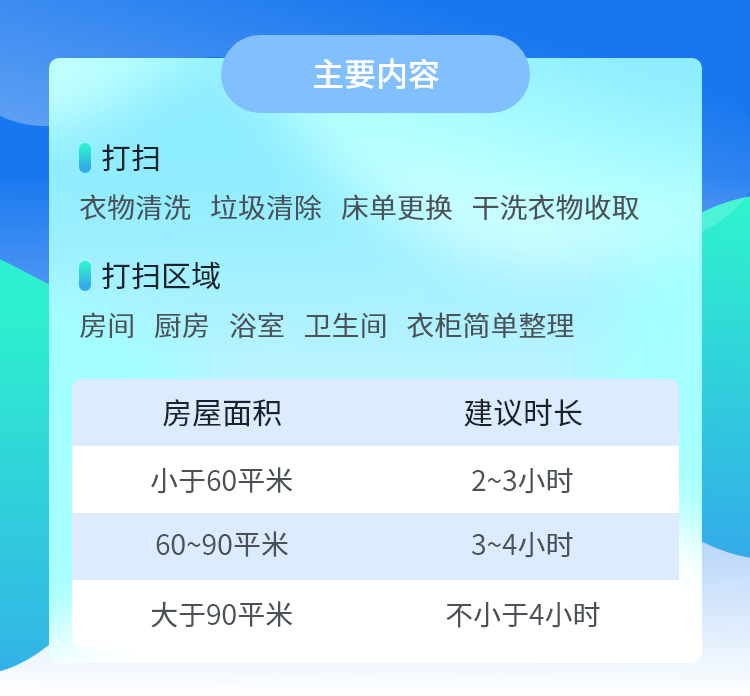 主要内容
打扫
衣物清洗 垃圾清除 床单更换 干洗衣物收取
打扫区域
房间 厨房 浴室 卫生间 衣柜简单整理
房屋面积 建议时长
小于60平米 2~3小时
60~90平米 3~4小时
大于90平米 不小于4小时